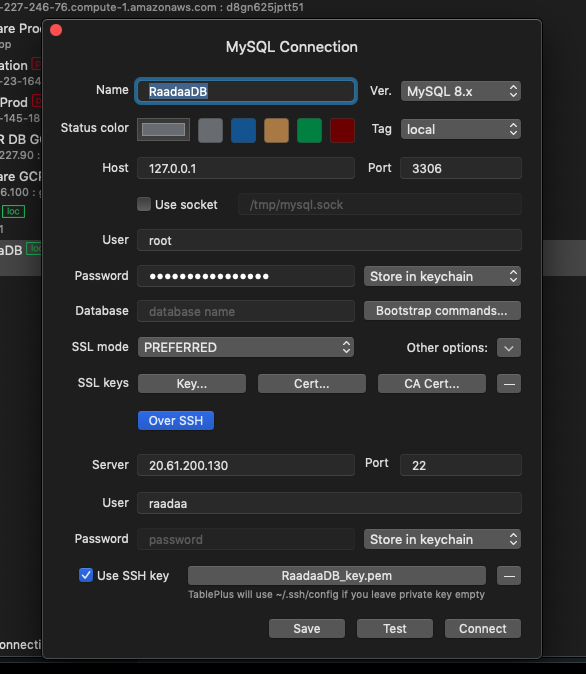 -227-246-76.compute-1.amazonaws.com : d8gn625jptt51
are Prod
pp
ation
-23-164
Prod
-145-18
R DB G
227.90 :
are GCF
6.100 :
loc
1
aDB loc
onnecti
MySQL Connection
Name RaadaaDB Ver. MySQL 8.x
Status color Tag local
Host 127.0.0.1 Port 3306
Use socket /tmp/mysql.sock
User root
Password •••••••••••••••• Store in keychain
Database database name Bootstrap commands...
SSL mode PREFERRED Other options:
SSL keys Key... Cert... CA Cert... —
Over SSH
Server 20.61.200.130 Port 22
User raadaa
Password password Store in keychain
Use SSH key RaadaaDB_key.pem —
TablePlus will use ~/.ssh/config if you leave private key empty
Save Test Connect